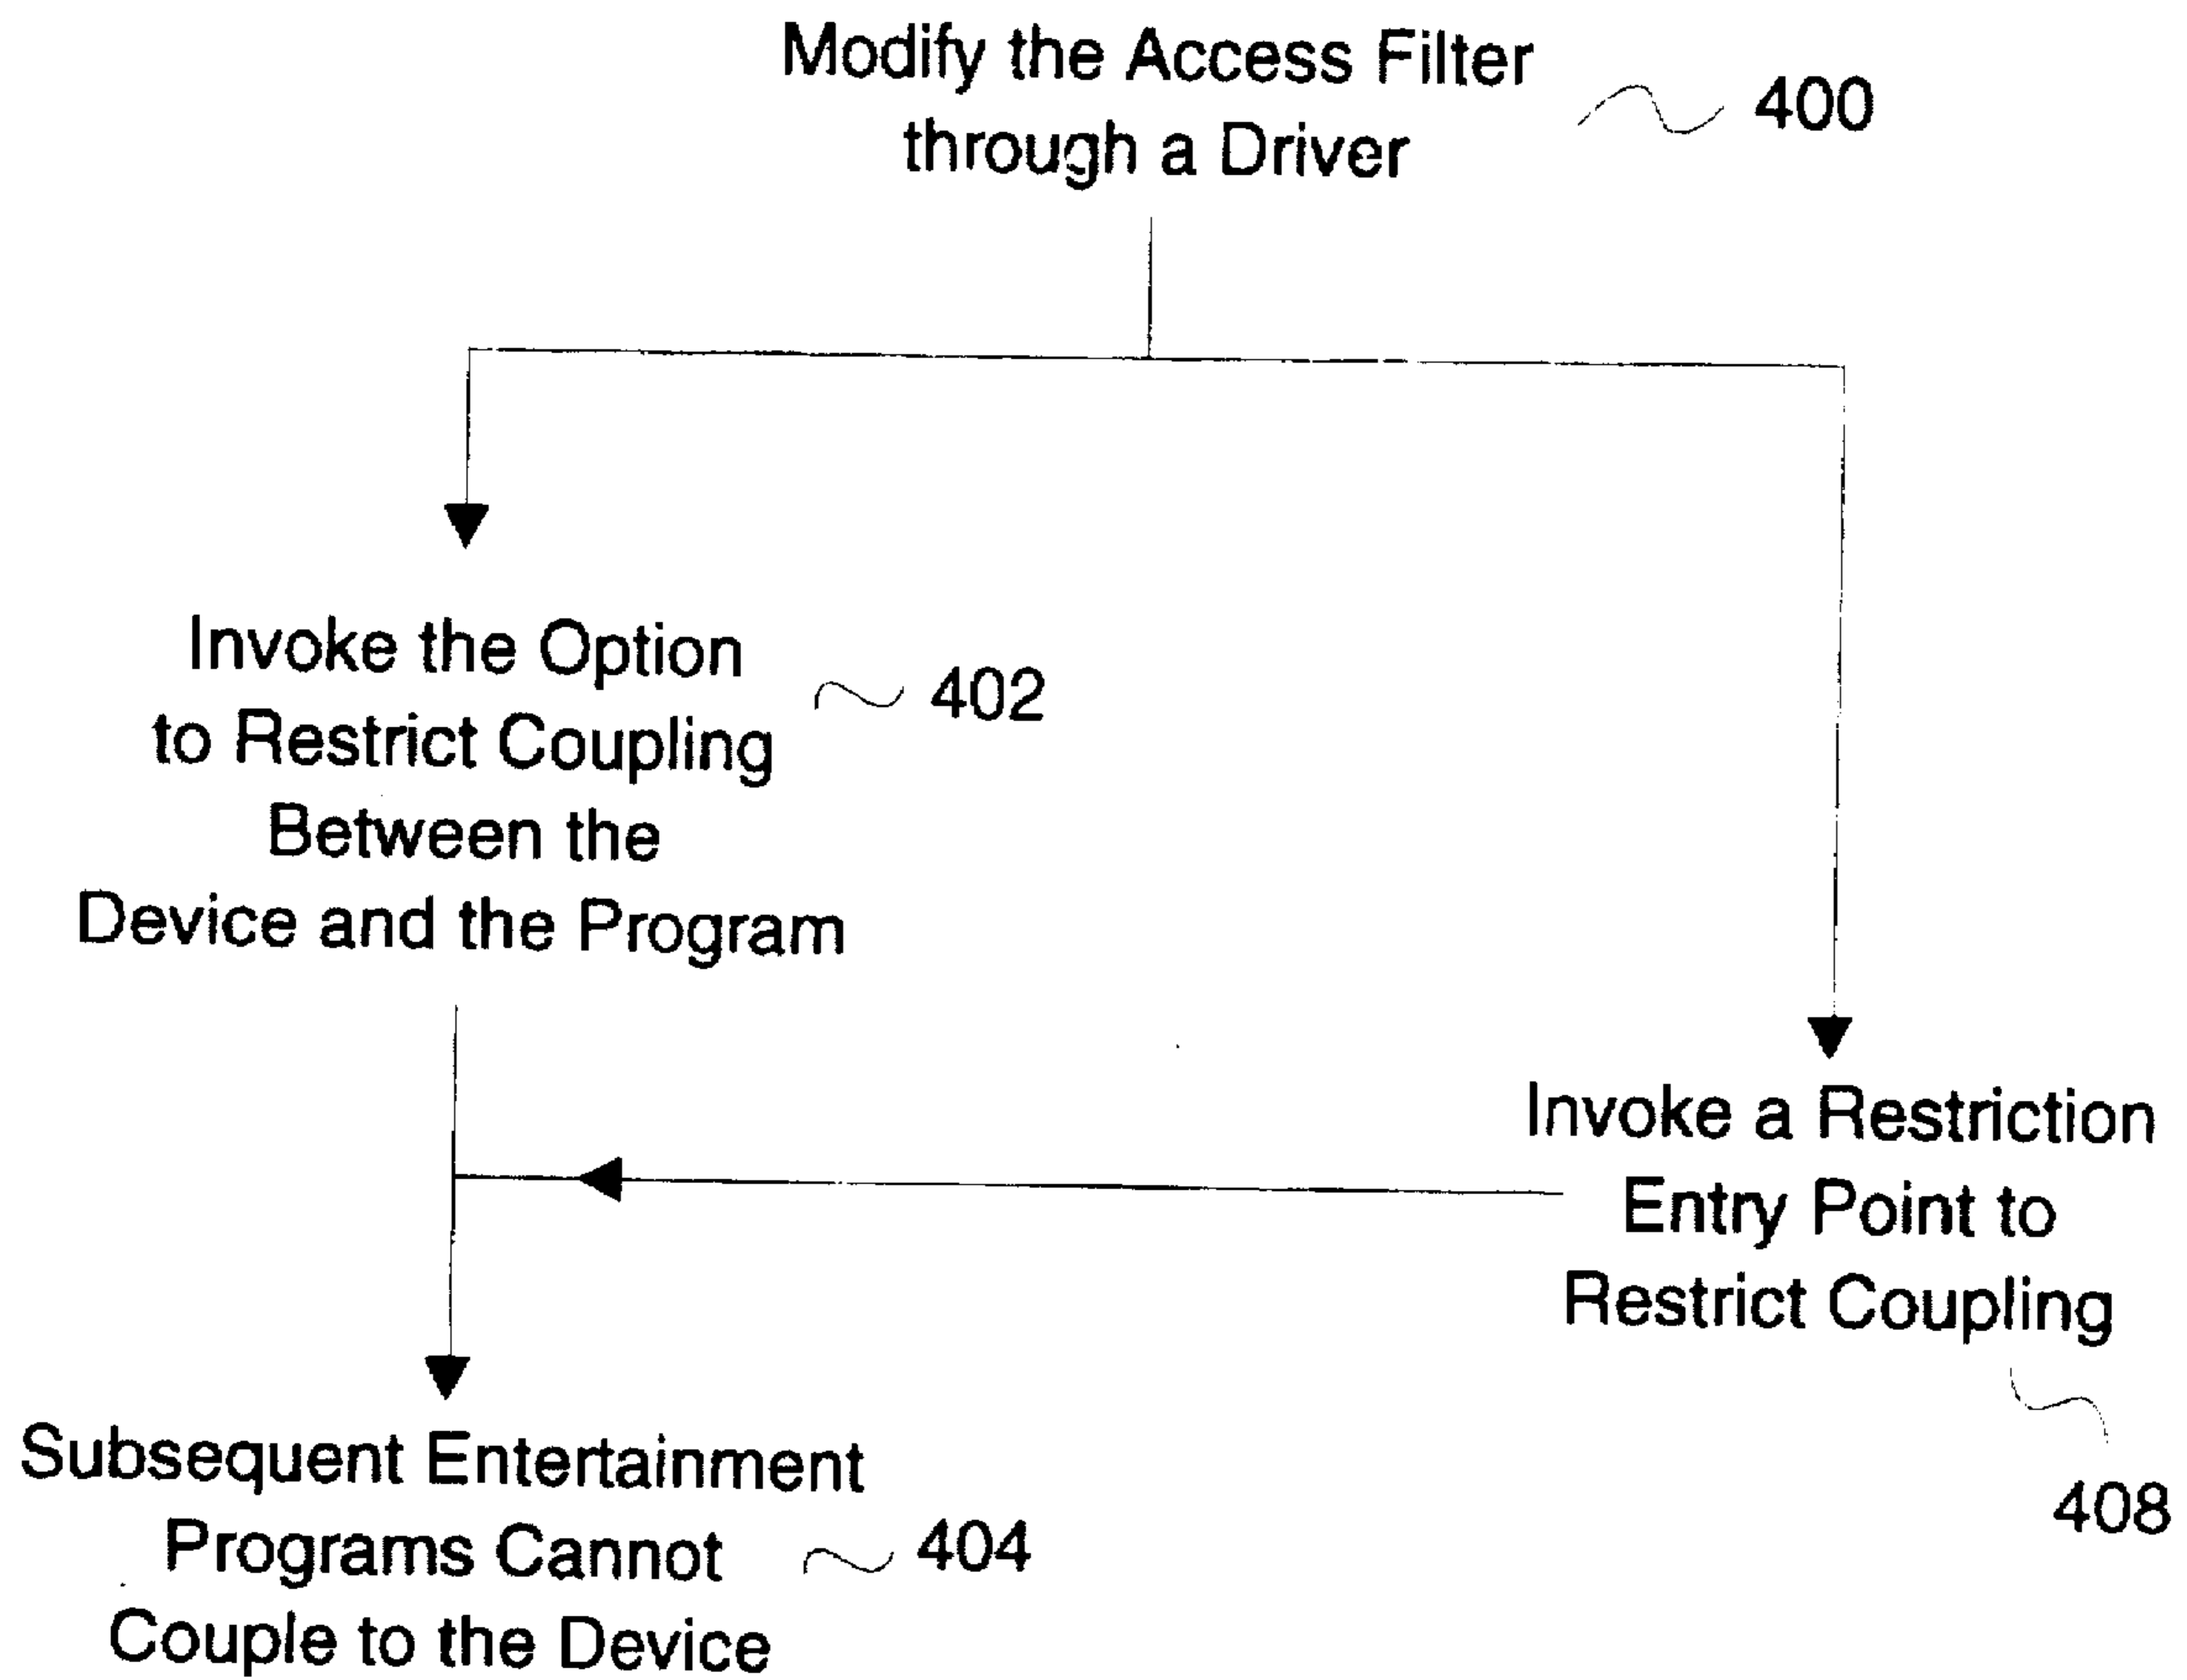 Modify the Access Filter
through a Driver
400
Invoke the Option
to Restrict Coupling
Between the
Device and the Program
402
Invoke a Restriction
Entry Point to
Restrict Coupling
408
Subsequent Entertainment
Programs Cannot
Couple to the Device
404